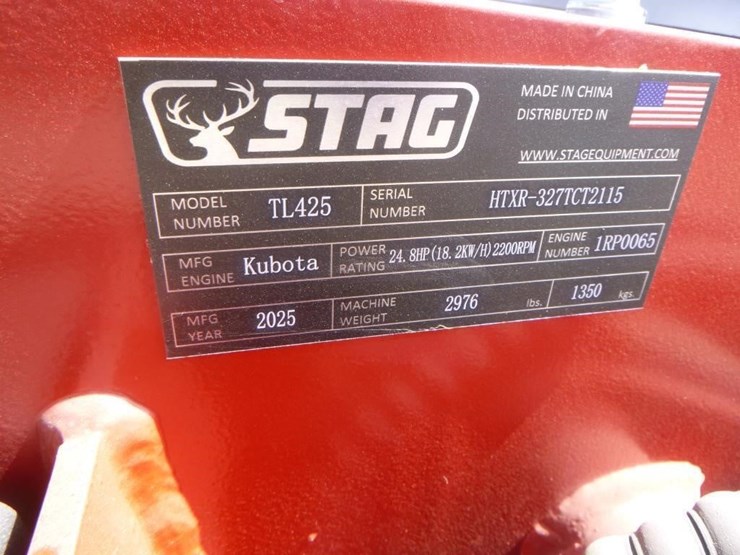 STAG
MADE IN CHINA
DISTRIBUTED IN
WWW.STAGEQUIPMENT.COM
MODEL NUMBER TL425 SERIAL NUMBER HTXR-327TCT2115
MFG ENGINE Kubota POWER RATING 24.8HP(18.2KW/H)2200RPM ENGINE NUMBER 1RP0065
MFG YEAR 2025 MACHINE WEIGHT 2976 lbs. 1350 kgs.